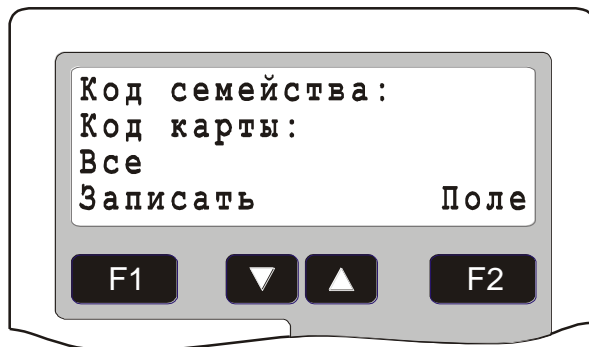 Код семейства:
Код карты:
Все
Записать Поле
F1 ▼ ▲ F2